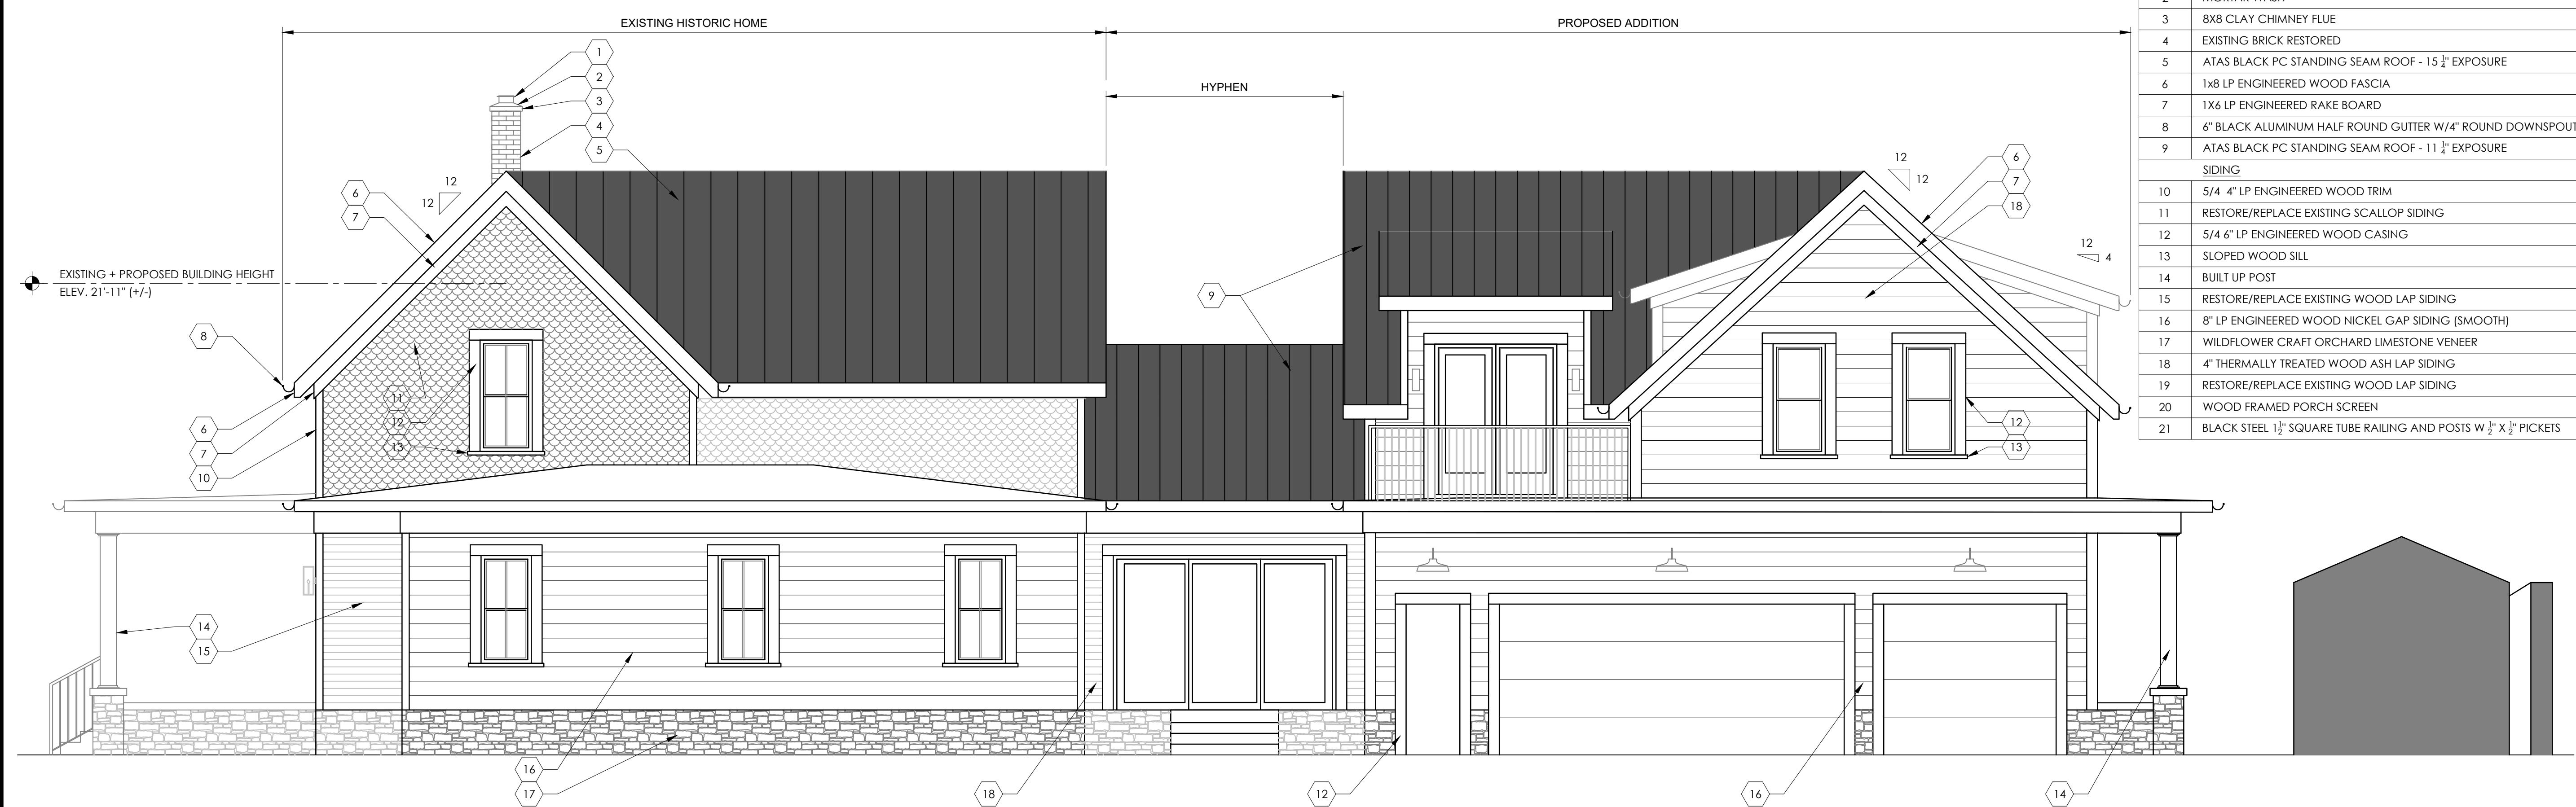 EXISTING HISTORIC HOME
PROPOSED ADDITION
HYPHEN
1
2
3
4
5
6
7
12
12
EXISTING + PROPOSED BUILDING HEIGHT
ELEV. 21'-11" (+/-)
8
6
7
10
11
12
13
14
15
16
17
18
9
12
12
6
7
18
12
4
12
13
12
16
14
2 MORTAR WASH
3 8X8 CLAY CHIMNEY FLUE
4 EXISTING BRICK RESTORED
5 ATAS BLACK PC STANDING SEAM ROOF - 15 1/4" EXPOSURE
6 1x8 LP ENGINEERED WOOD FASCIA
7 1X6 LP ENGINEERED RAKE BOARD
8 6" BLACK ALUMINUM HALF ROUND GUTTER W/4" ROUND DOWNSPOUT
9 ATAS BLACK PC STANDING SEAM ROOF - 11 1/4" EXPOSURE
SIDING
10 5/4 4" LP ENGINEERED WOOD TRIM
11 RESTORE/REPLACE EXISTING SCALLOP SIDING
12 5/4 6" LP ENGINEERED WOOD CASING
13 SLOPED WOOD SILL
14 BUILT UP POST
15 RESTORE/REPLACE EXISTING WOOD LAP SIDING
16 8" LP ENGINEERED WOOD NICKEL GAP SIDING (SMOOTH)
17 WILDFLOWER CRAFT ORCHARD LIMESTONE VENEER
18 4" THERMALLY TREATED WOOD ASH LAP SIDING
19 RESTORE/REPLACE EXISTING WOOD LAP SIDING
20 WOOD FRAMED PORCH SCREEN
21 BLACK STEEL 1 1/2" SQUARE TUBE RAILING AND POSTS W 1/2" X 1/2" PICKETS